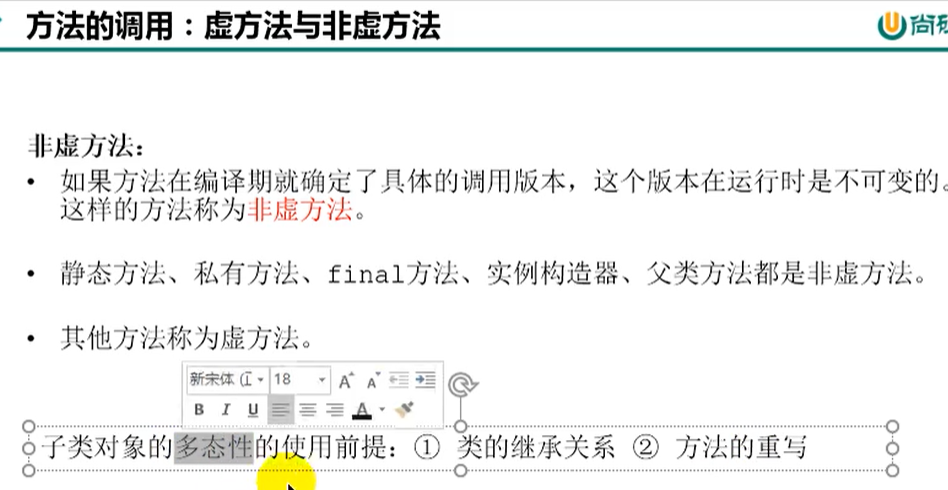 方法的调用：虚方法与非虚方法
尚
非虚方法：
• 如果方法在编译期就确定了具体的调用版本，这个版本在运行时是不可变的。
这样的方法称为非虚方法。
• 静态方法、私有方法、final方法、实例构造器、父类方法都是非虚方法。
• 其他方法称为虚方法。
新宋体 18 A A
B I U A
子类对象的多态性的使用前提：① 类的继承关系 ② 方法的重写